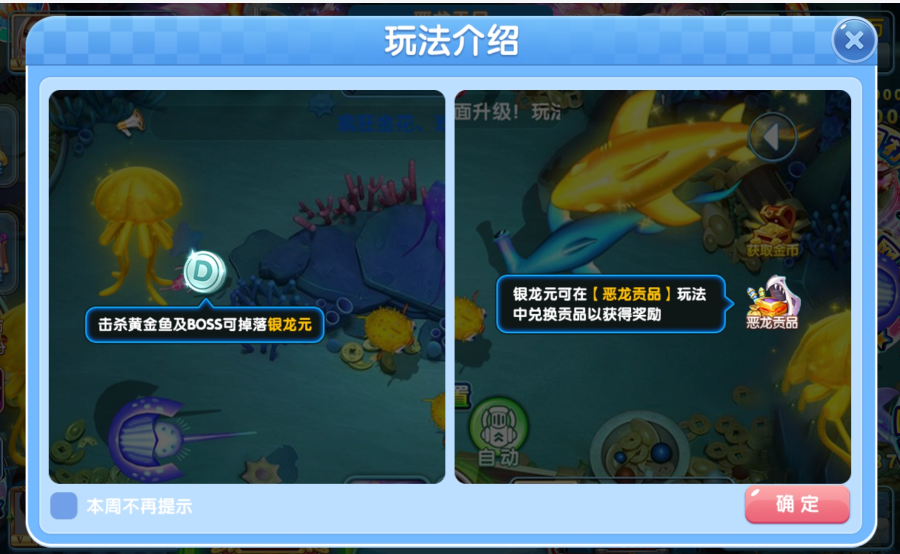 玩法介绍
面升级！玩法
获取金币
D
击杀黄金鱼及BOSS可掉落银龙元
银龙元可在【恶龙贡品】玩法
中兑换贡品以获得奖励
恶龙贡品
自动
本周不再提示
确定